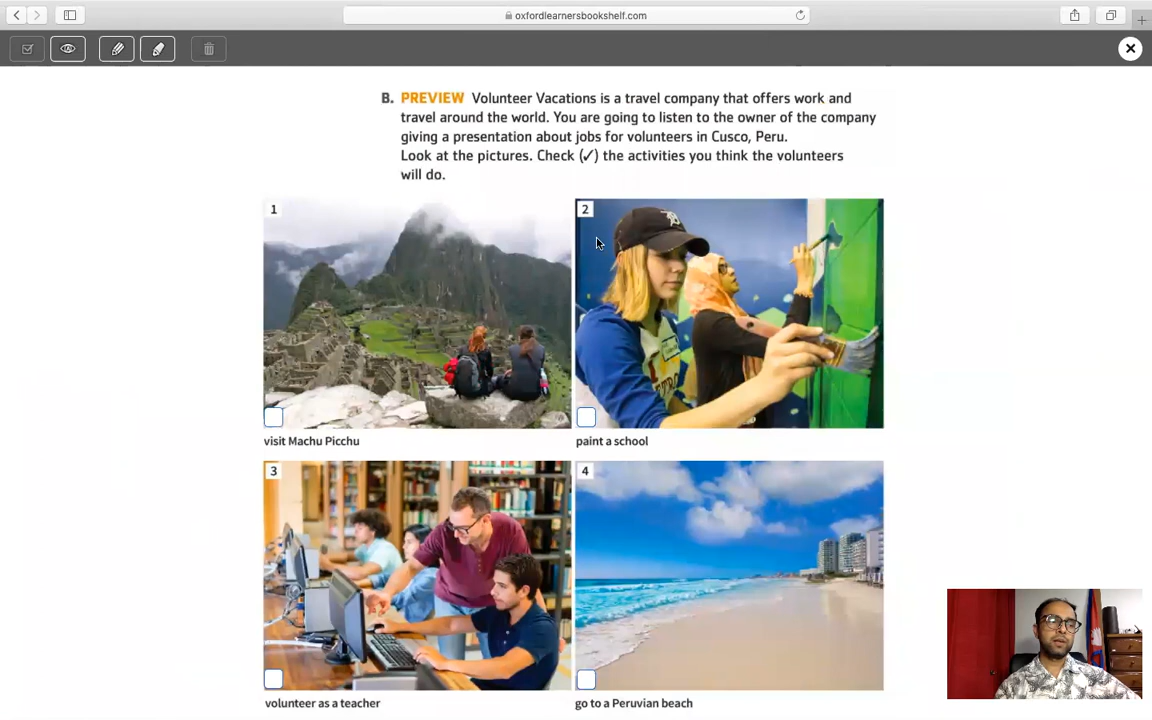 oxfordlearnersbookshelf.com
B. PREVIEW Volunteer Vacations is a travel company that offers work and
travel around the world. You are going to listen to the owner of the company
giving a presentation about jobs for volunteers in Cusco, Peru.
Look at the pictures. Check (✓) the activities you think the volunteers
will do.
1
2
visit Machu Picchu
paint a school
3
4
volunteer as a teacher
go to a Peruvian beach